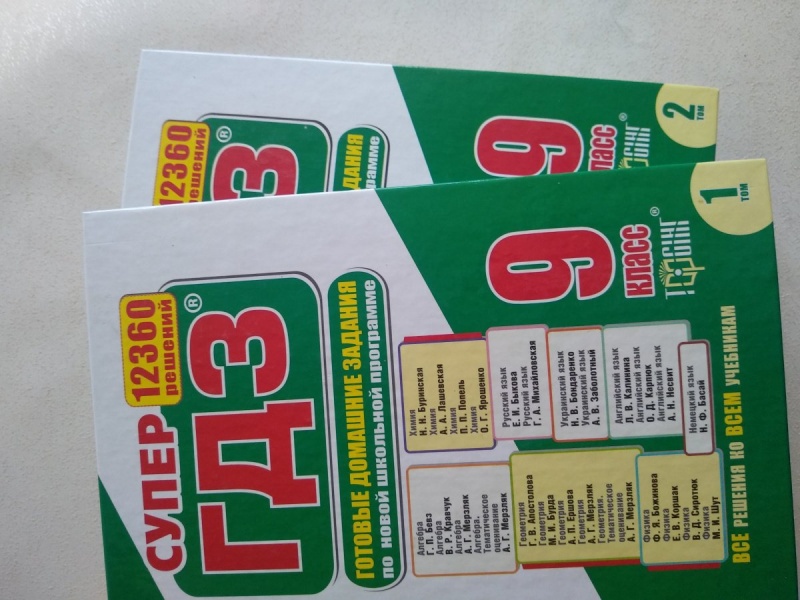 12360
решений
ГДЗ®
ЗАДАНИЯ
9
класс
2
том
СУПЕР
12360
решений
ГДЗ®
ГОТОВЫЕ ДОМАШНИЕ ЗАДАНИЯ
по новой школьной программе
9
класс
®
ТОРСІНГ
1
том
Алгебра
Г. П. Бевз
Алгебра
В. Р. Кравчук
Алгебра
А. Г. Мерзляк
Алгебра.
Тематическое
оценивание
А. Г. Мерзляк
Геометрия
Г. В. Апостолова
Геометрия
М. И. Бурда
Геометрия
А. П. Ершова
Геометрия
А. Г. Мерзляк
Геометрия.
Тематическое
оценивание
А. Г. Мерзляк
Физика
Ф. Я. Божинова
Физика
Е. В. Коршак
Физика
В. Д. Сиротюк
Физика
М. И. Шут
Химия
Н. Н. Буринская
Химия
А. А. Лашевская
Химия
П. П. Попель
Химия
О. Г. Ярошенко
Русский язык
Е. И. Быкова
Русский язык
Г. А. Михайловская
Украинский язык
Н. В. Бондаренко
Украинский язык
А. В. Заболотный
Английский язык
Л. В. Калинина
Английский язык
О. Д. Карпюк
Английский язык
А. Н. Несвит
Немецкий язык
Н. Ф. Басай
ВСЕ РЕШЕНИЯ КО ВСЕМ УЧЕБНИКАМ